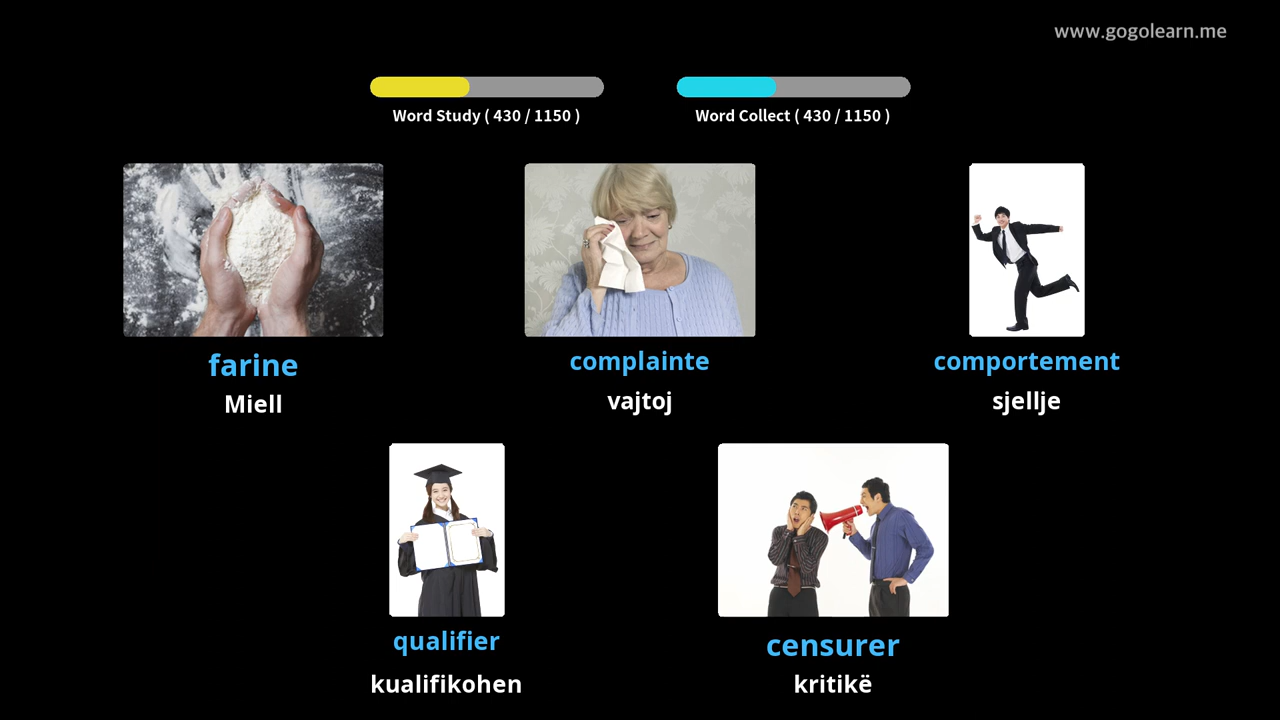 www.gogolearn.me
Word Study ( 430 / 1150 )
Word Collect ( 430 / 1150 )
farine
Miell
complainte
vajtoj
comportement
sjellje
qualifier
kualifikohen
censurer
kritikë